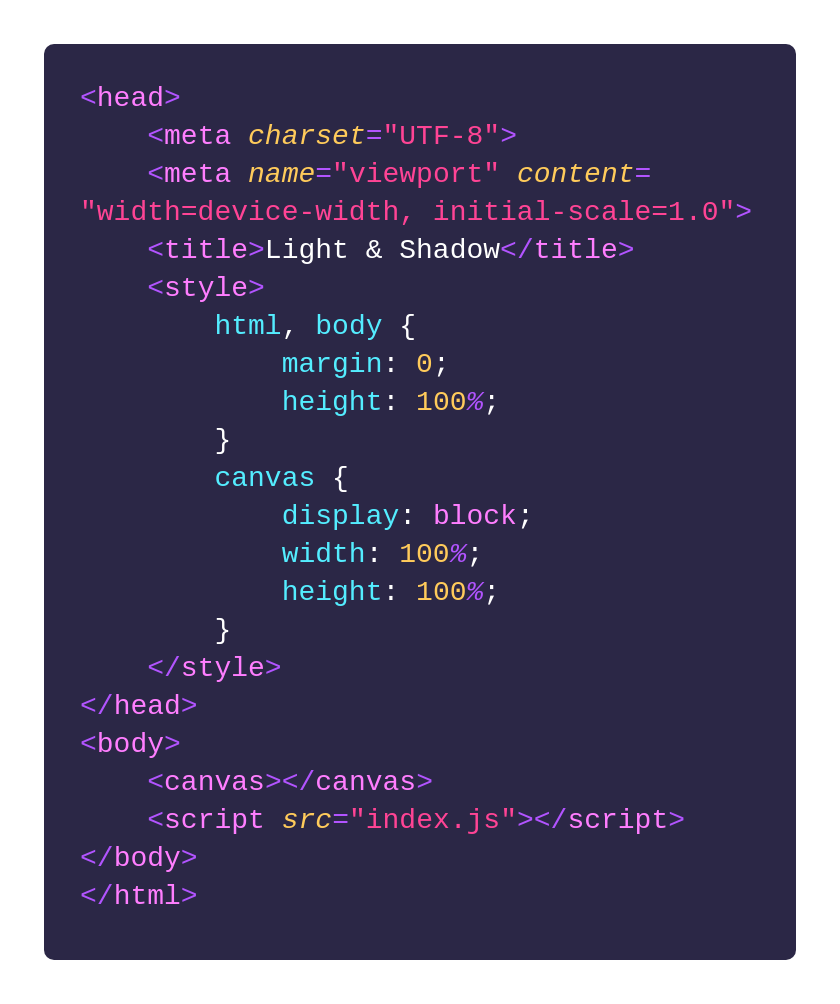 <head>
    <meta charset="UTF-8">
    <meta name="viewport" content=
"width=device-width, initial-scale=1.0">
    <title>Light & Shadow</title>
    <style>
        html, body {
            margin: 0;
            height: 100%;
        }
        canvas {
            display: block;
            width: 100%;
            height: 100%;
        }
    </style>
</head>
<body>
    <canvas></canvas>
    <script src="index.js"></script>
</body>
</html>